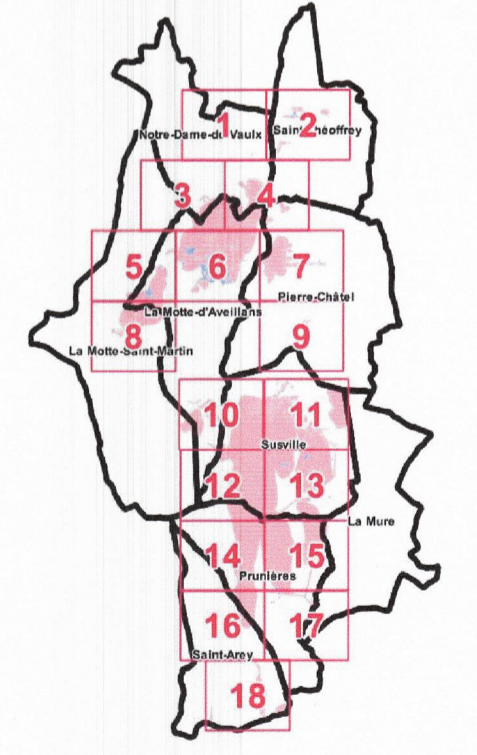 1
2
Notre-Dame-du Vaulx
Saint-Théoffrey
3
4
5
6
7
Pierre-Châtel
La Motte-d'Aveillans
8
9
La Motte-Saint-Martin
10
11
Susville
12
13
La Mure
14
15
Prunières
16
17
Saint-Arey
18